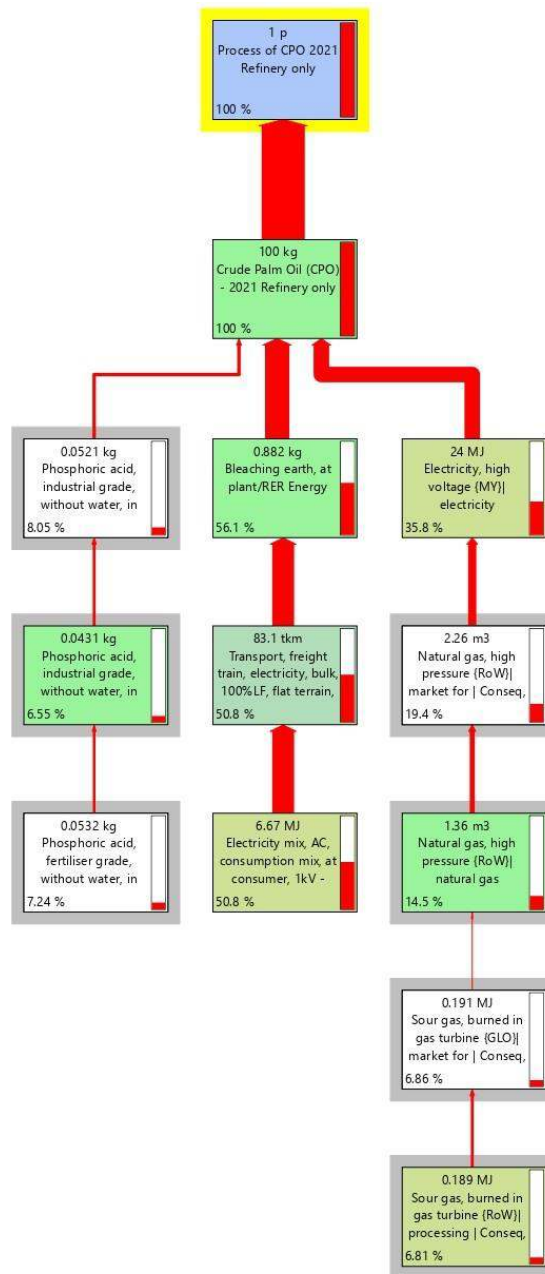 1 p
Process of CPO 2021
Refinery only
100 %
100 kg
Crude Palm Oil (CPO)
- 2021 Refinery only
100 %
0.0521 kg
Phosphoric acid,
industrial grade,
without water, in
8.05 %
0.882 kg
Bleaching earth, at
plant/RER Energy
56.1 %
24 MJ
Electricity, high
voltage {MY}|
electricity
35.8 %
0.0431 kg
Phosphoric acid,
industrial grade,
without water, in
6.55 %
83.1 tkm
Transport, freight
train, electricity, bulk,
100%LF, flat terrain,
50.8 %
2.26 m3
Natural gas, high
pressure {RoW}|
market for | Conseq,
19.4 %
0.0532 kg
Phosphoric acid,
fertiliser grade,
without water, in
7.24 %
6.67 MJ
Electricity mix, AC,
consumption mix, at
consumer, 1kV -
50.8 %
1.36 m3
Natural gas, high
pressure {RoW}|
natural gas
14.5 %
0.191 MJ
Sour gas, burned in
gas turbine {GLO}|
market for | Conseq,
6.86 %
0.189 MJ
Sour gas, burned in
gas turbine {RoW}|
processing | Conseq,
6.81 %